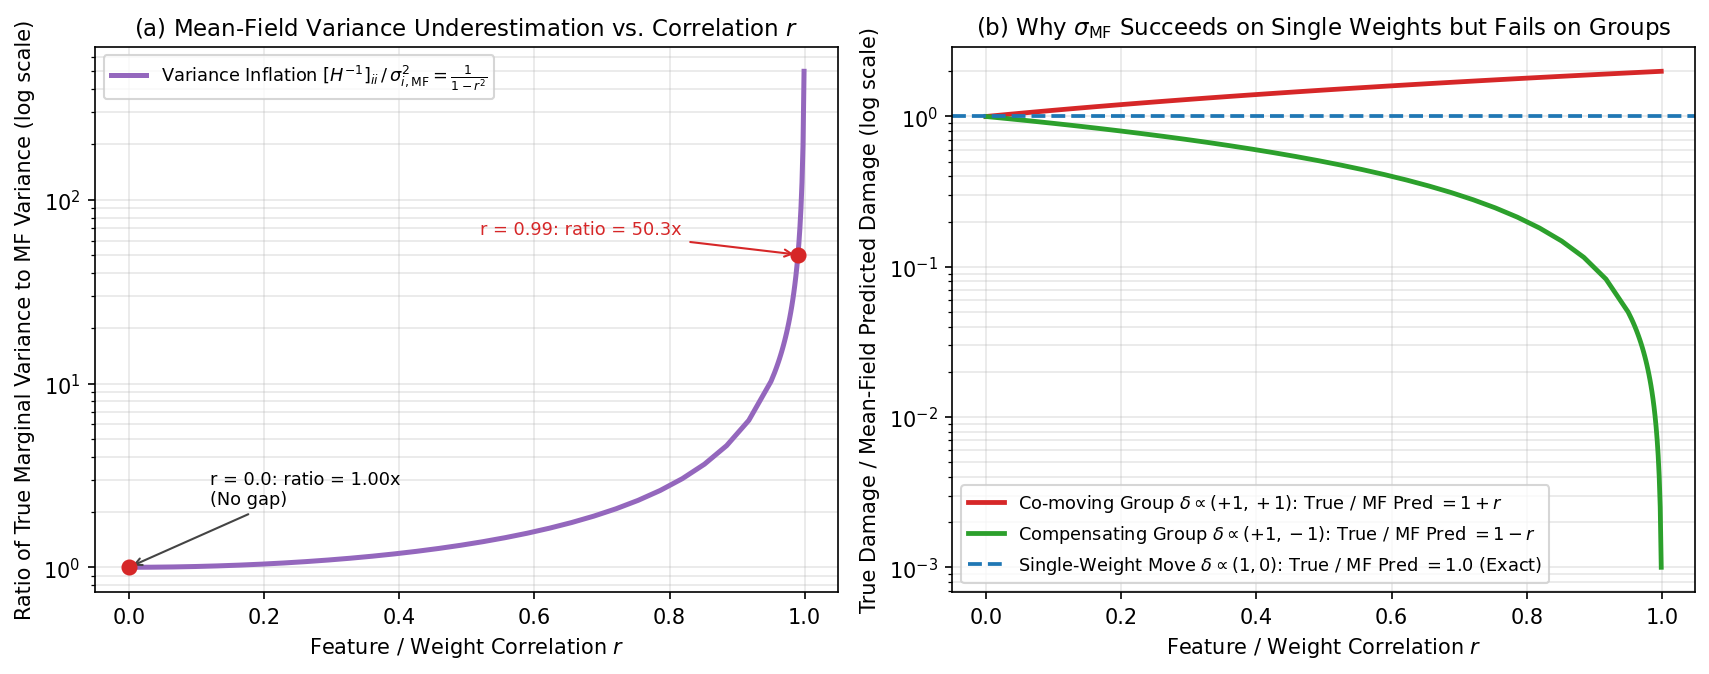 (a) Mean-Field Variance Underestimation vs. Correlation r
Ratio of True Marginal Variance to MF Variance (log scale)
Variance Inflation [H⁻¹]ᵢᵢ / σ²ᵢ,MF = 1/(1−r²)
r = 0.99: ratio = 50.3x
r = 0.0: ratio = 1.00x
(No gap)
10²
10¹
10⁰
0.0 0.2 0.4 0.6 0.8 1.0
Feature / Weight Correlation r
(b) Why σMF Succeeds on Single Weights but Fails on Groups
True Damage / Mean-Field Predicted Damage (log scale)
10⁰
10⁻¹
10⁻²
10⁻³
Co-moving Group δ ∝ (+1, +1): True / MF Pred = 1 + r
Compensating Group δ ∝ (+1, −1): True / MF Pred = 1 − r
Single-Weight Move δ ∝ (1, 0): True / MF Pred = 1.0 (Exact)
0.0 0.2 0.4 0.6 0.8 1.0
Feature / Weight Correlation r